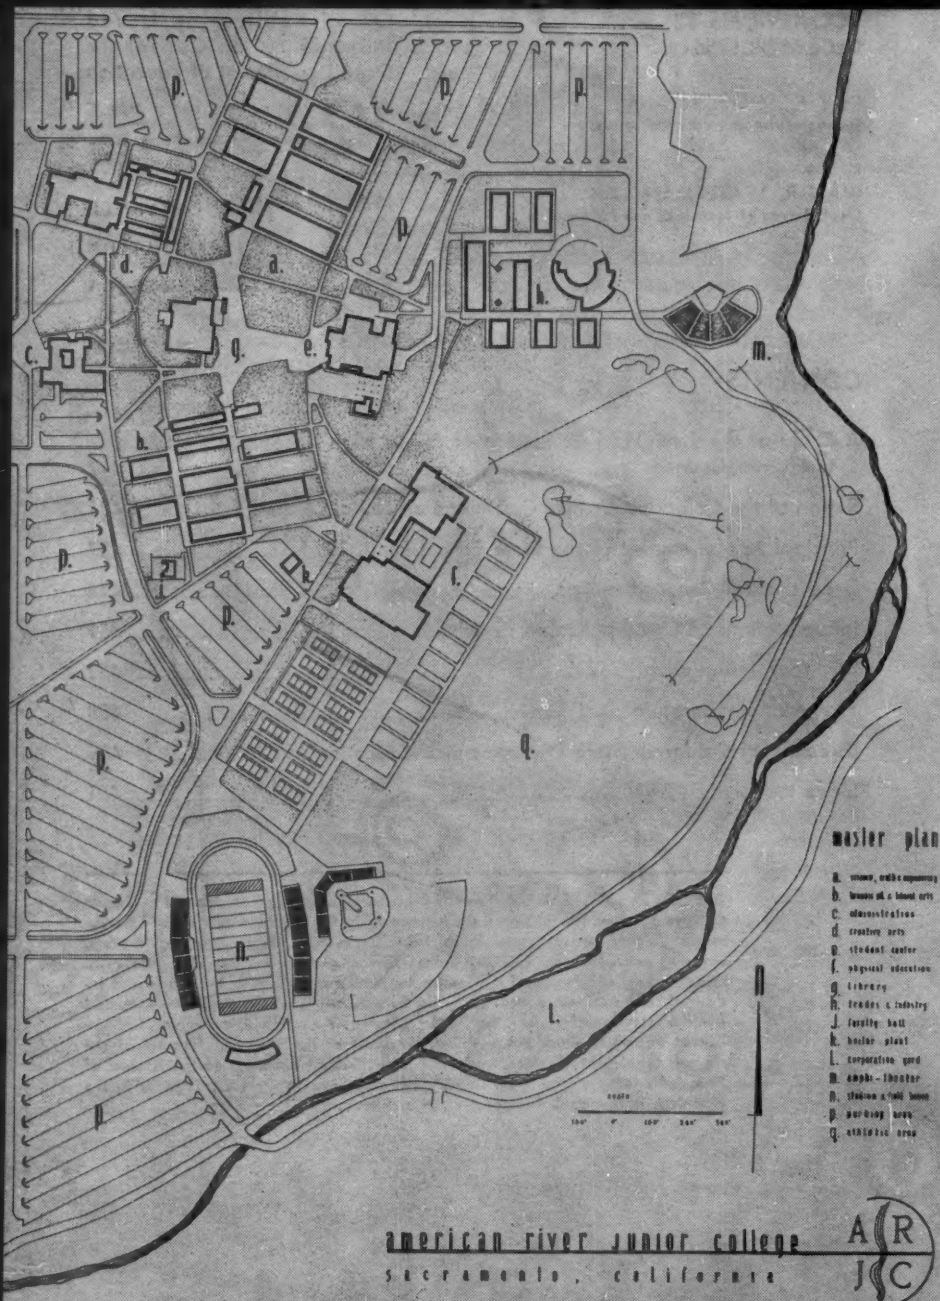 p.
p.
p.
p.
p.
d.
a.
h.
c.
g.
e.
m.
b.
p.
j
k
p.
f.
p.
q.
n.
l.
p.
n
master plan
a. science, math & engineering
b. & liberal arts
c. administration
d. creative arts
e. student center
f. physical education
g. library
h. trades & industry
j. faculty hall
k. boiler plant
l. corporation yard
m. amphi-theater
n. stadium & field house
p. parking area
q. athletic area
scale
american river junior college
sacramento, california
A R
J C